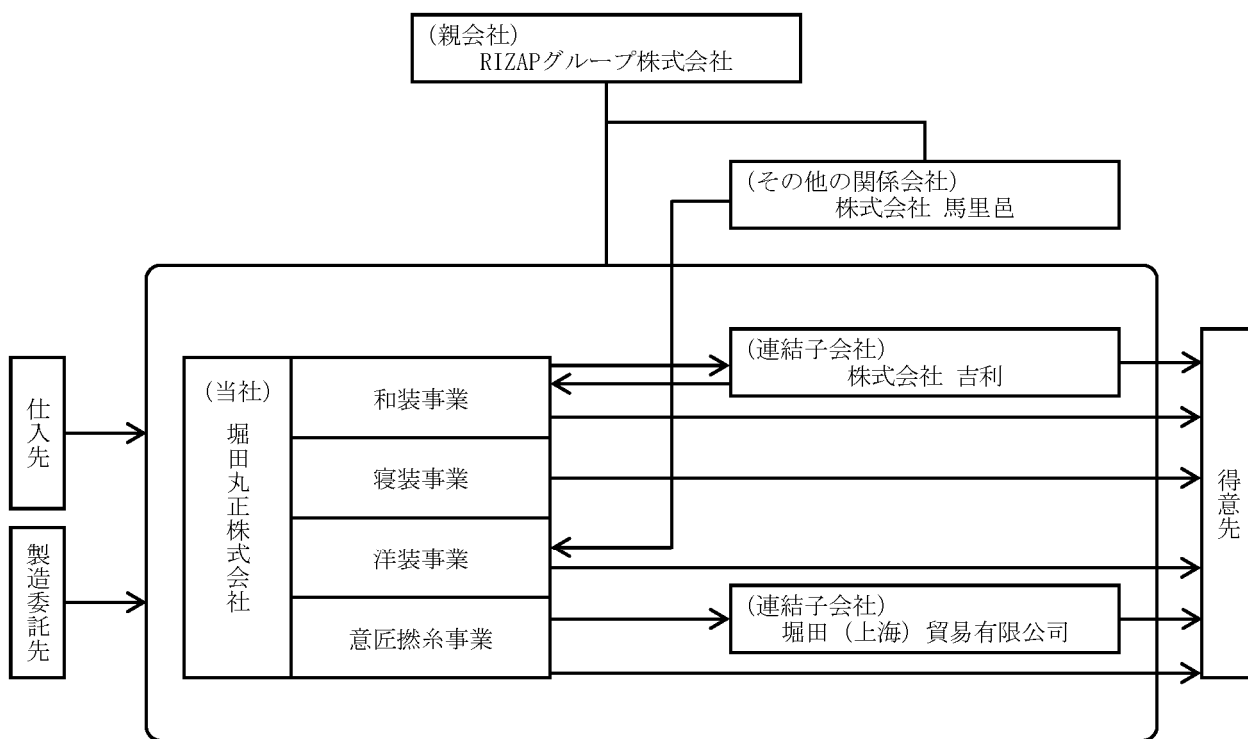 (親会社)
RIZAPグループ株式会社
(その他の関係会社)
株式会社 馬里邑
(連結子会社)
株式会社 吉利
仕入先
製造委託先
(当社)
堀田丸正株式会社
和装事業
寝装事業
洋装事業
意匠撚糸事業
(連結子会社)
堀田（上海）貿易有限公司
得意先